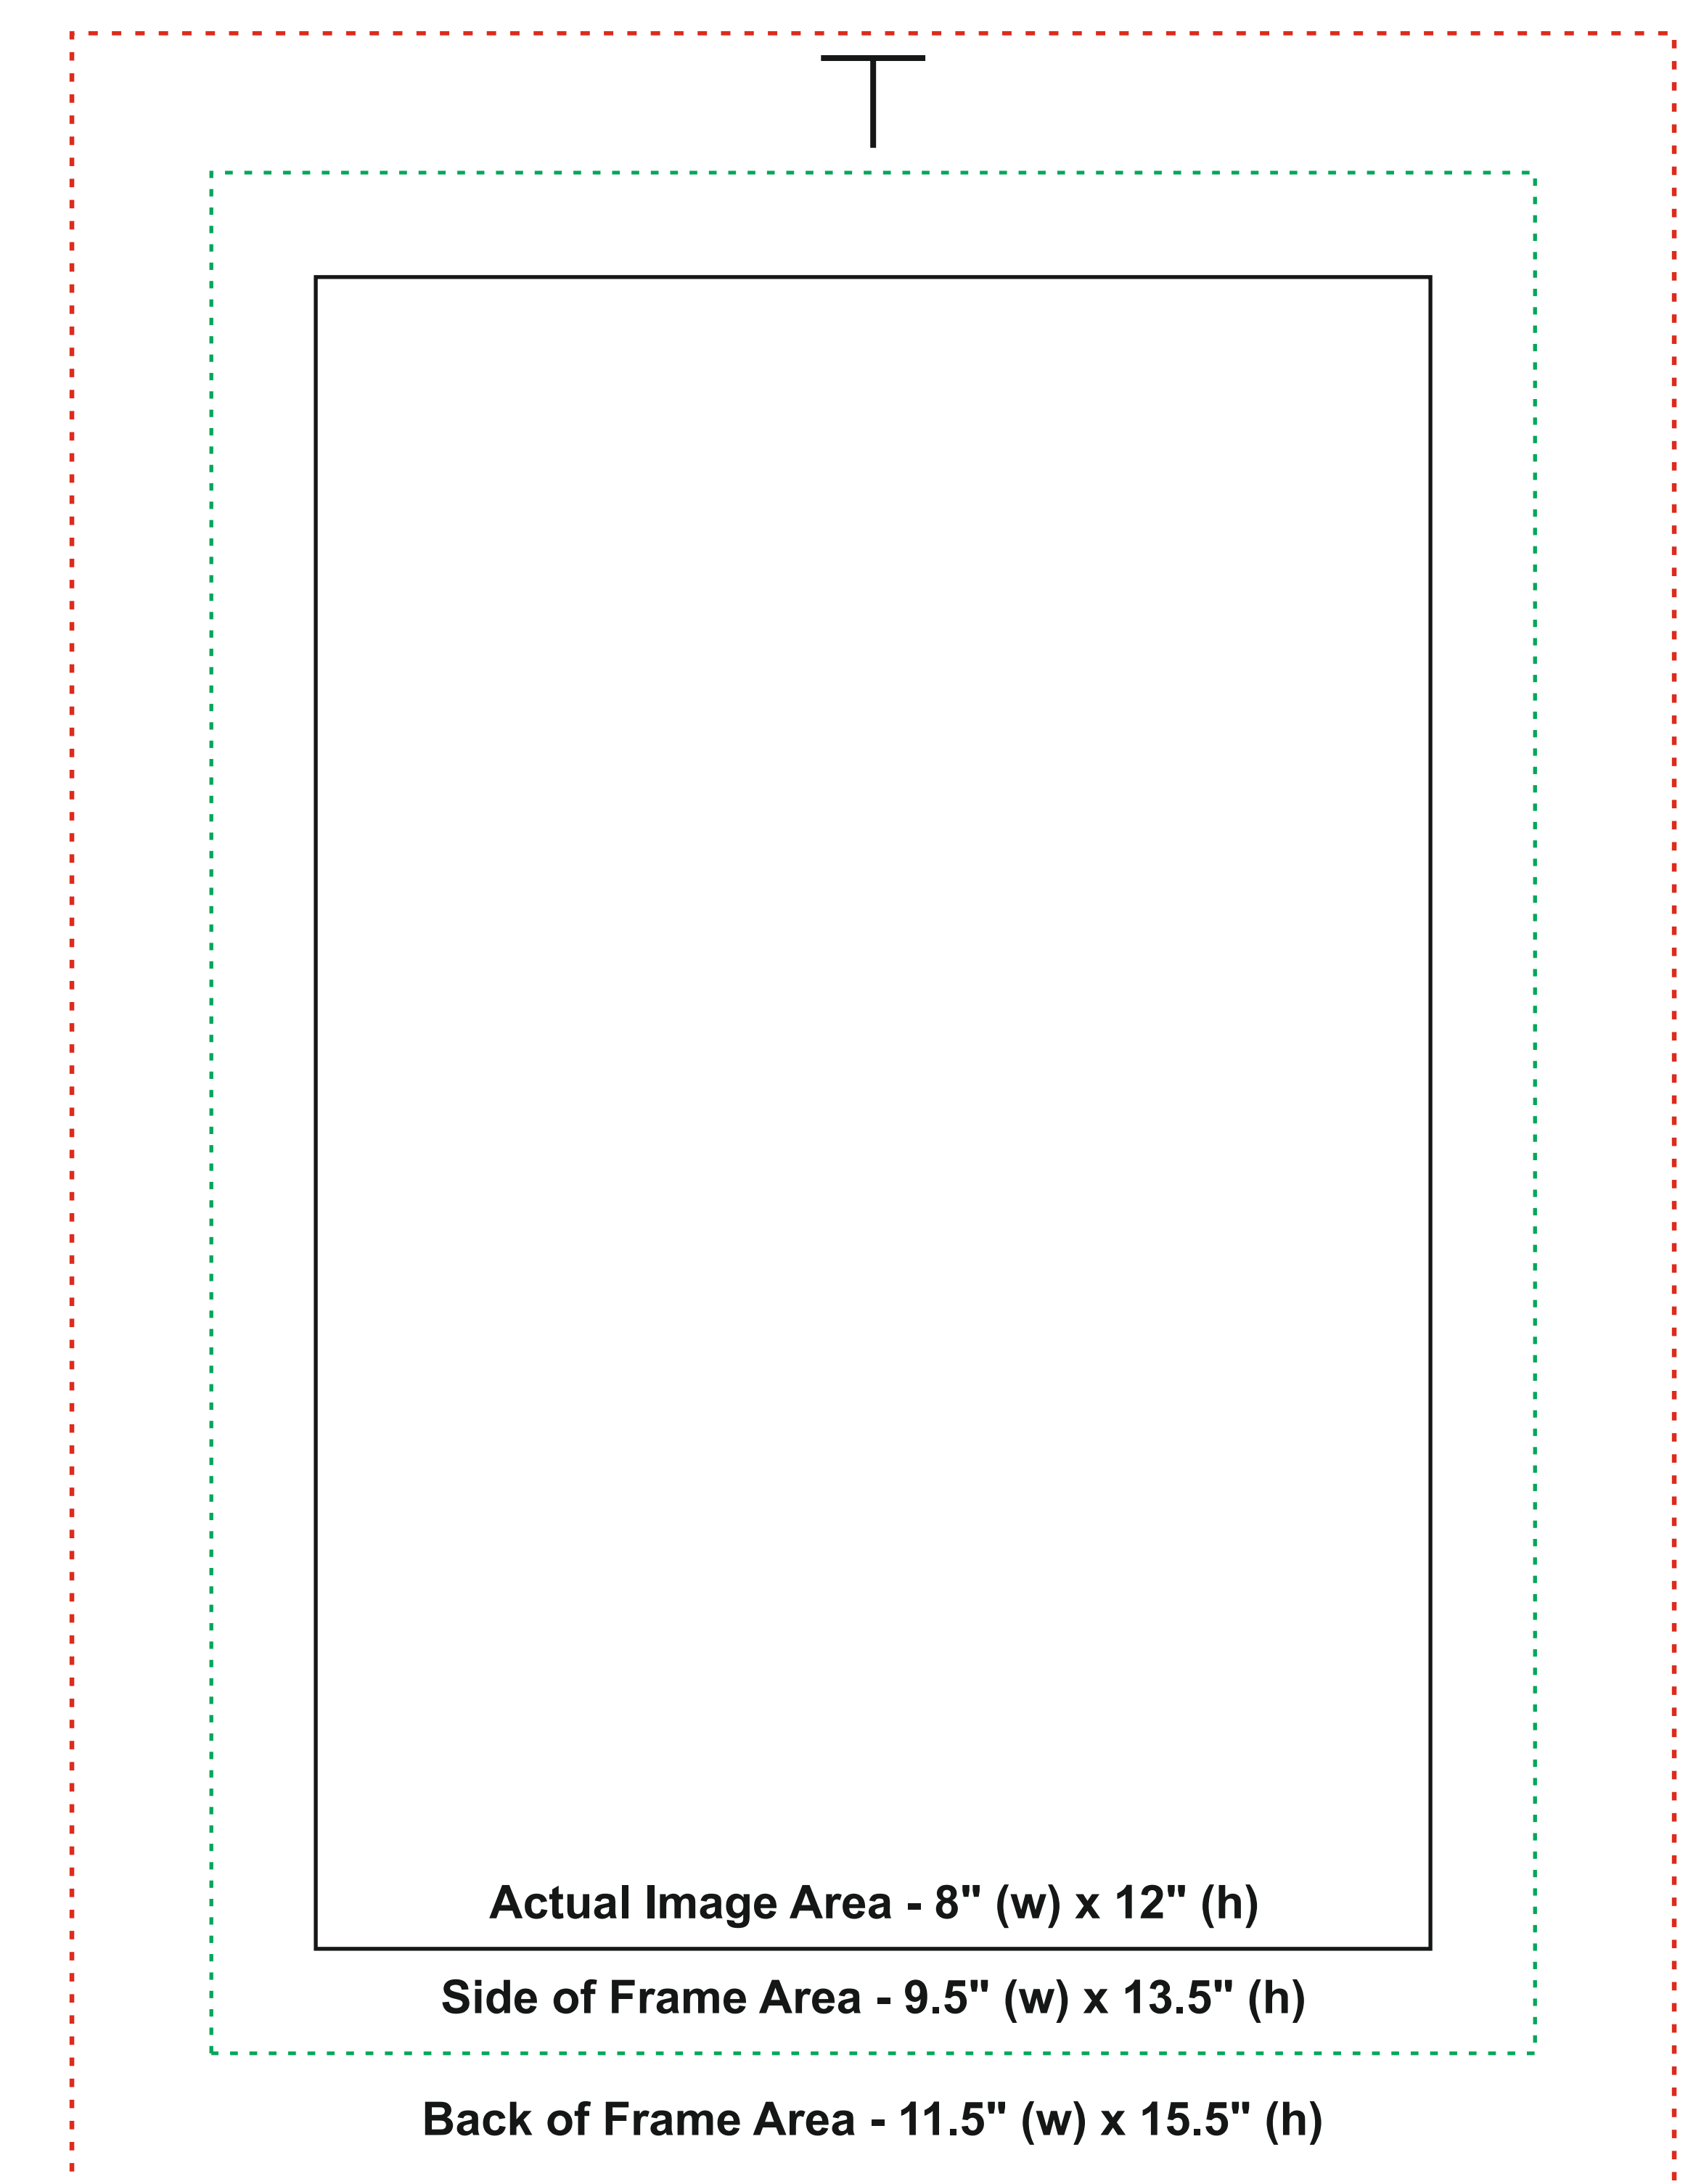 T
Actual Image Area - 8" (w) x 12" (h)
Side of Frame Area - 9.5" (w) x 13.5" (h)
Back of Frame Area - 11.5" (w) x 15.5" (h)